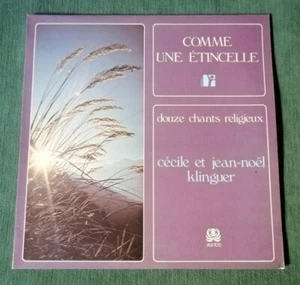 COMME
UNE ÉTINCELLE
douze chants religieux
cécile et jean-noël
klinguer